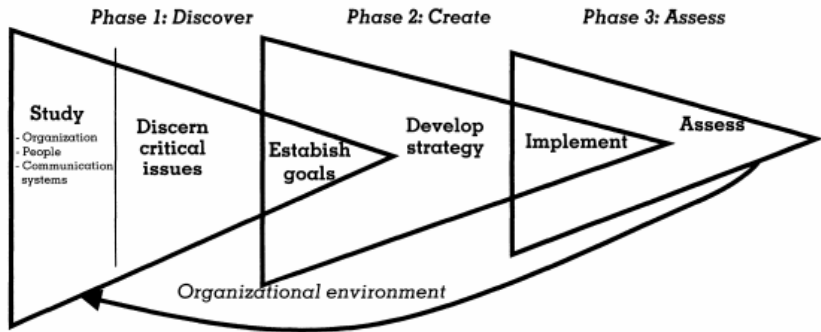 Phase 1: Discover
Phase 2: Create
Phase 3: Assess
Study
- Organization
- People
- Communication
systems
Discern
critical
issues
Estabish
goals
Develop
strategy
Implement
Assess
Organizational environment